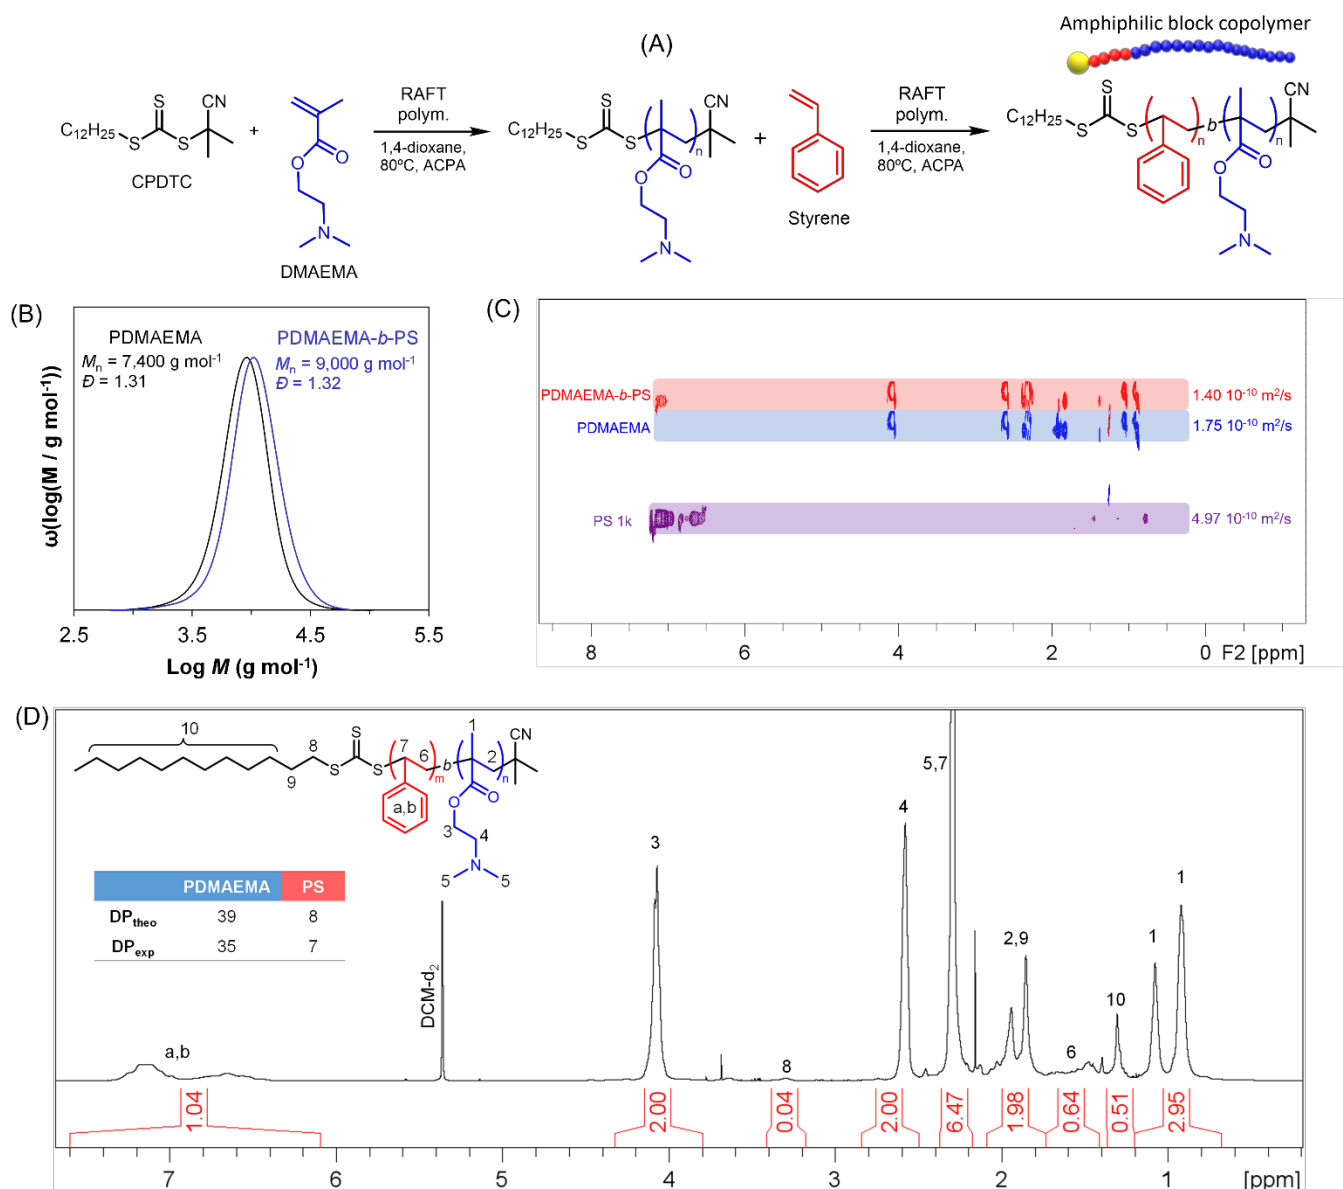 (A)
Amphiphilic block copolymer
S
CN
C₁₂H₂₅
S
S
CPDTC
+
O
O
N
DMAEMA
RAFT
polym.
1,4-dioxane,
80ºC, ACPA
S
CN
C₁₂H₂₅
S
S
n
O
O
N
+
Styrene
RAFT
polym.
1,4-dioxane,
80ºC, ACPA
S
CN
C₁₂H₂₅
S
S
n
b
n
O
O
N
(B)
PDMAEMA
Mn = 7,400 g mol⁻¹
Đ = 1.31
PDMAEMA-b-PS
Mn = 9,000 g mol⁻¹
Đ = 1.32
ω(log(M / g mol⁻¹))
2.5 3.5 4.5 5.5
Log M (g mol⁻¹)
(C)
PDMAEMA-b-PS 1.40 10⁻¹⁰ m²/s
PDMAEMA 1.75 10⁻¹⁰ m²/s
PS 1k 4.97 10⁻¹⁰ m²/s
8 6 4 2 0 F2 [ppm]
(D)
10
8
9
S
S
S
7
6
m
b
1
2
n
CN
a,b
O
O
3
4
N
5
5
PDMAEMA PS
DPtheo 39 8
DPexp 35 7
a,b
DCM-d₂
3
8
4
5,7
2,9
6
10
1
1
1.04 2.00 0.04 2.00 6.47 1.98 0.64 0.51 2.95
7 6 5 4 3 2 1 [ppm]